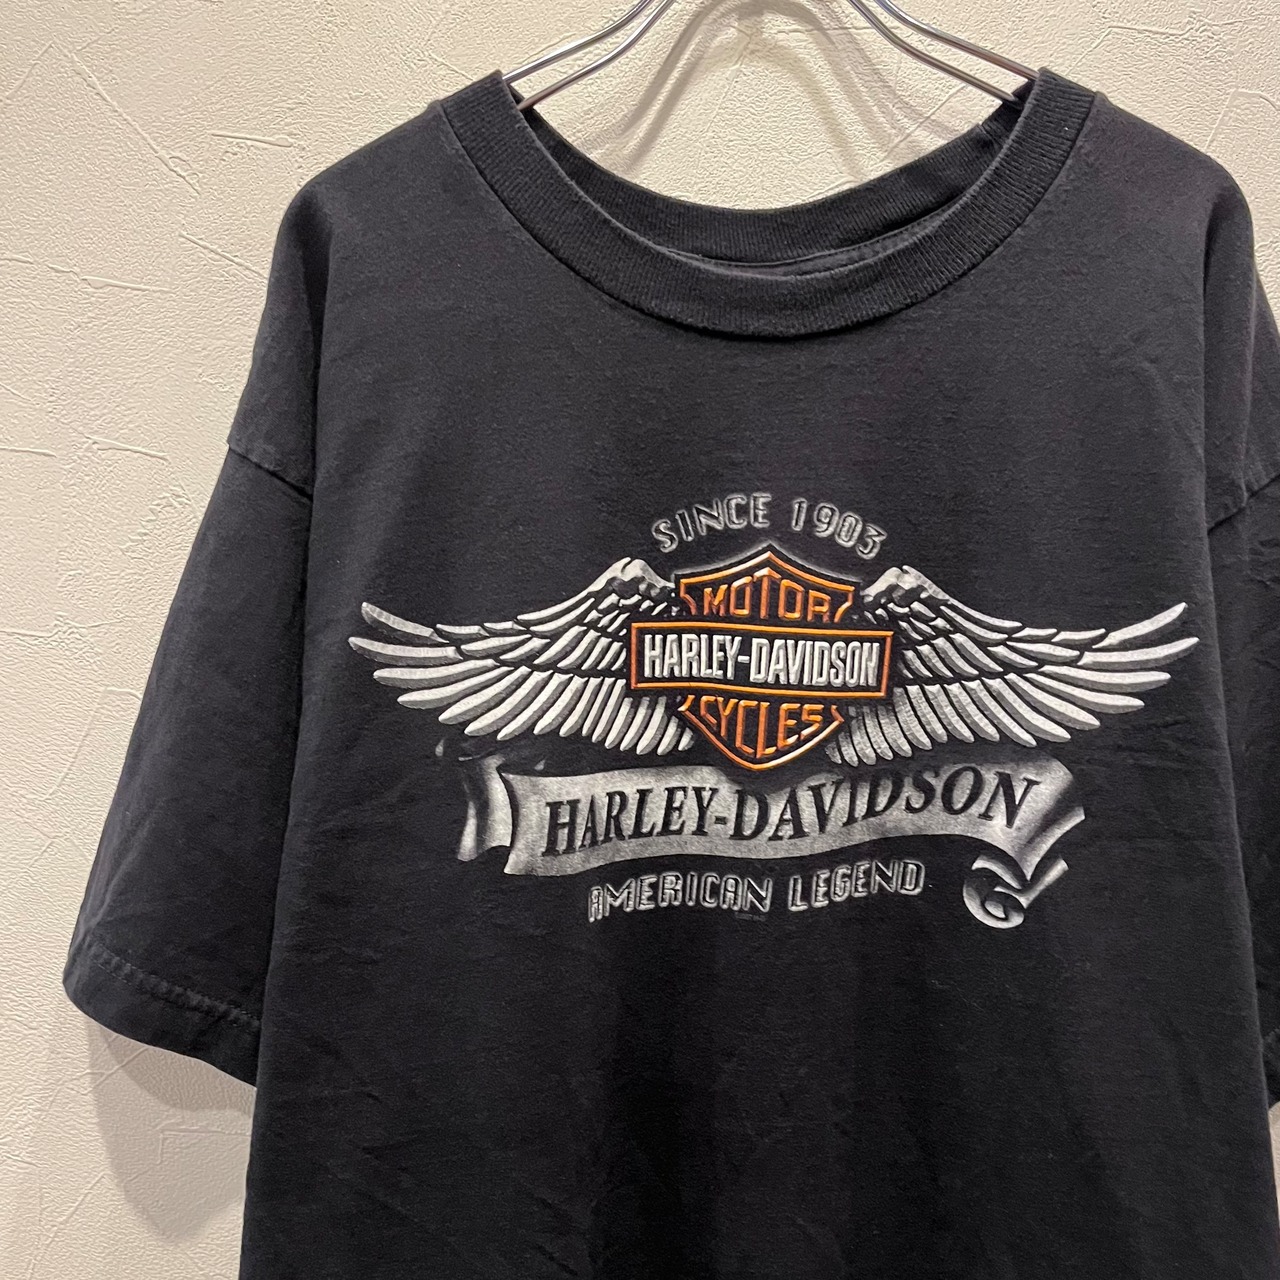 SINCE 1903
MOTOR
HARLEY-DAVIDSON
CYCLES
HARLEY-DAVIDSON
AMERICAN LEGEND